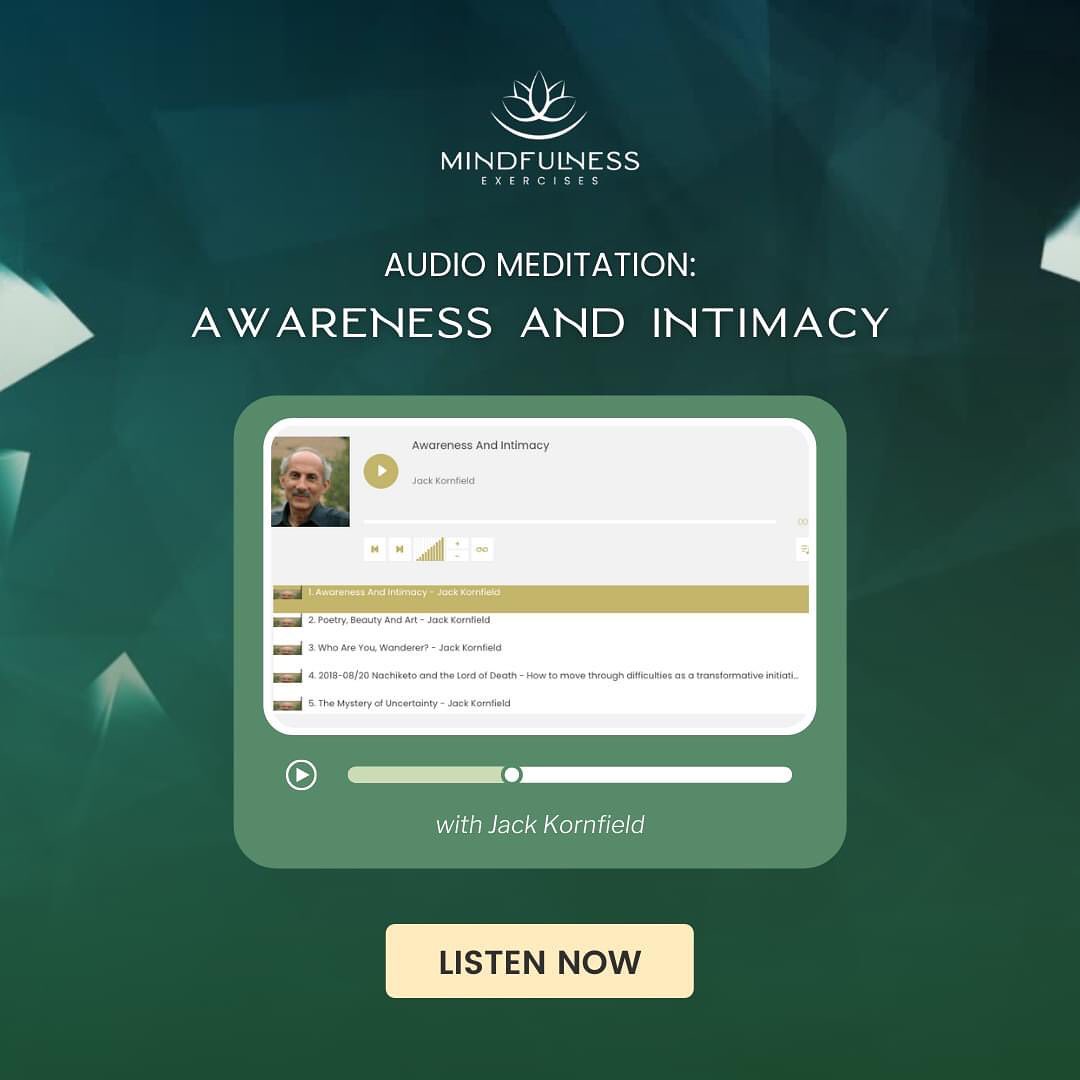 MINDFULNESS
EXERCISES
AUDIO MEDITATION:
AWARENESS AND INTIMACY
Awareness And Intimacy
Jack Kornfield
00
+
-
1. Awareness And Intimacy - Jack Kornfield
2. Poetry, Beauty And Art - Jack Kornfield
3. Who Are You, Wanderer? - Jack Kornfield
4. 2018-08/20 Nachiketo and the Lord of Death - How to move through difficulties as a transformative initiati...
5. The Mystery of Uncertainty - Jack Kornfield
with Jack Kornfield
LISTEN NOW